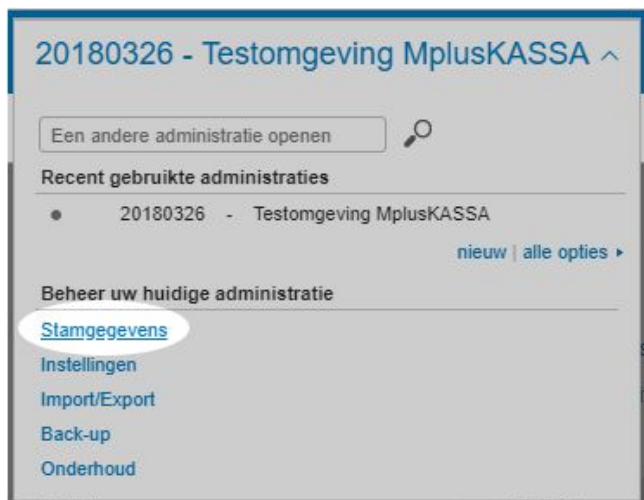 20180326 - Testomgeving MplusKASSA
Een andere administratie openen
Recent gebruikte administraties
20180326 - Testomgeving MplusKASSA
nieuw | alle opties
Beheer uw huidige administratie
Stamgegevens
Instellingen
Import/Export
Back-up
Onderhoud